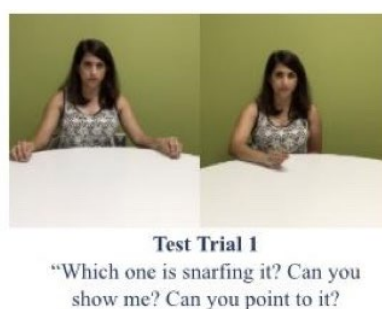 Test Trial 1
“Which one is snarfing it? Can you
show me? Can you point to it?